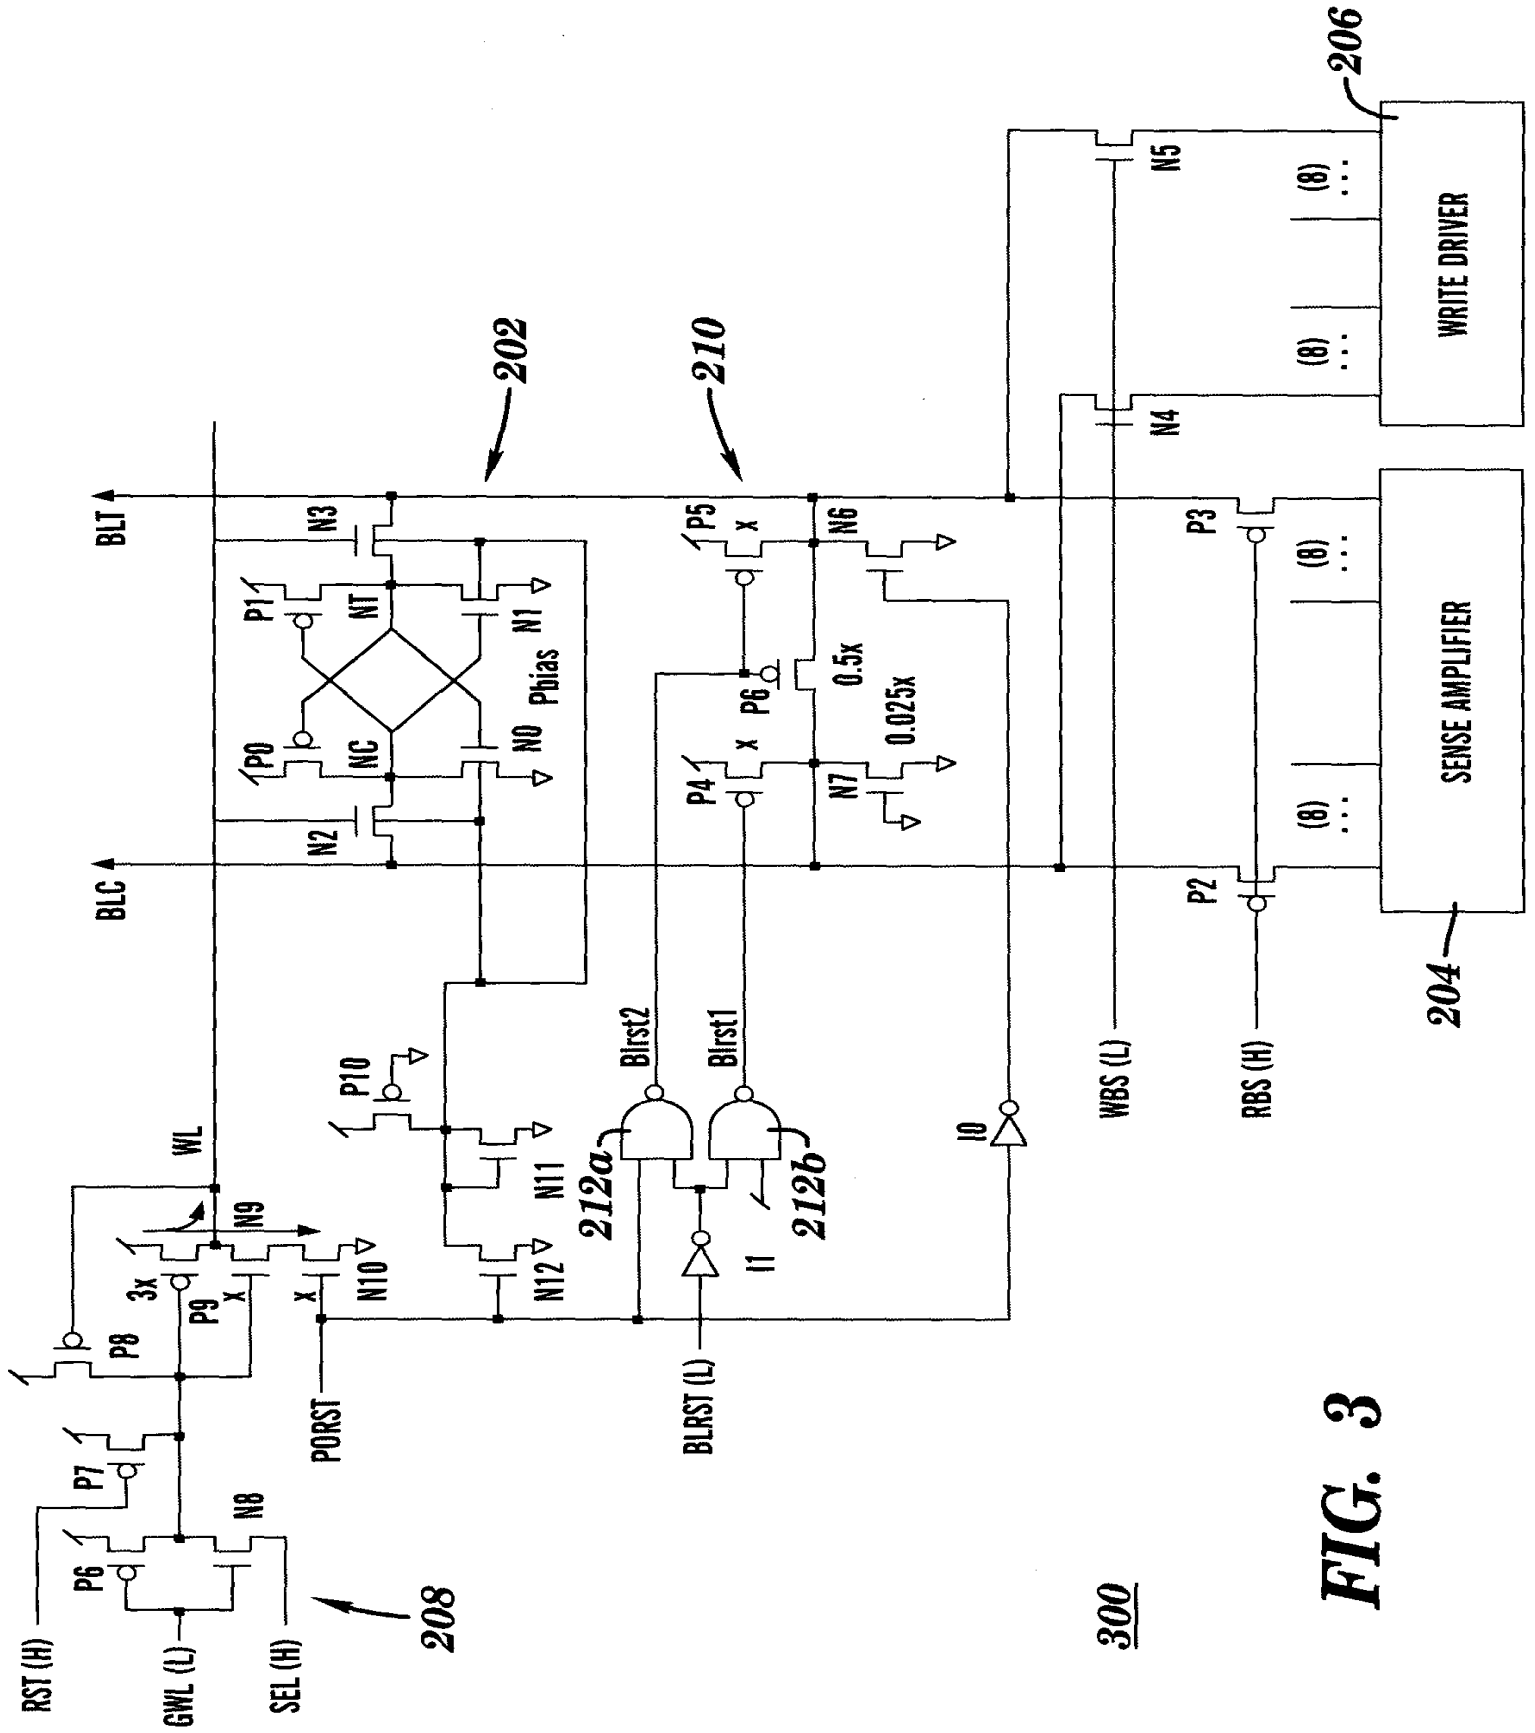 RST (H)
GWL (L)
SEL (H)
208
P6
N8
P7
P8
3x
P9
x
N9
x
N10
WL
PORST
N12
N11
P10
BLRST (L)
I1
212a
212b
Blrst2
Blrst1
I0
WBS (L)
RBS (H)
BLC
BLT
N2
N3
P0
P1
NC
NT
N0
N1
Pbias
202
P4
x
P5
x
P6
0.5x
N7
0.025x
N6
210
P2
P3
N4
N5
(8)
...
(8)
...
(8)
...
(8)
...
SENSE AMPLIFIER
204
WRITE DRIVER
206
300
FIG. 3